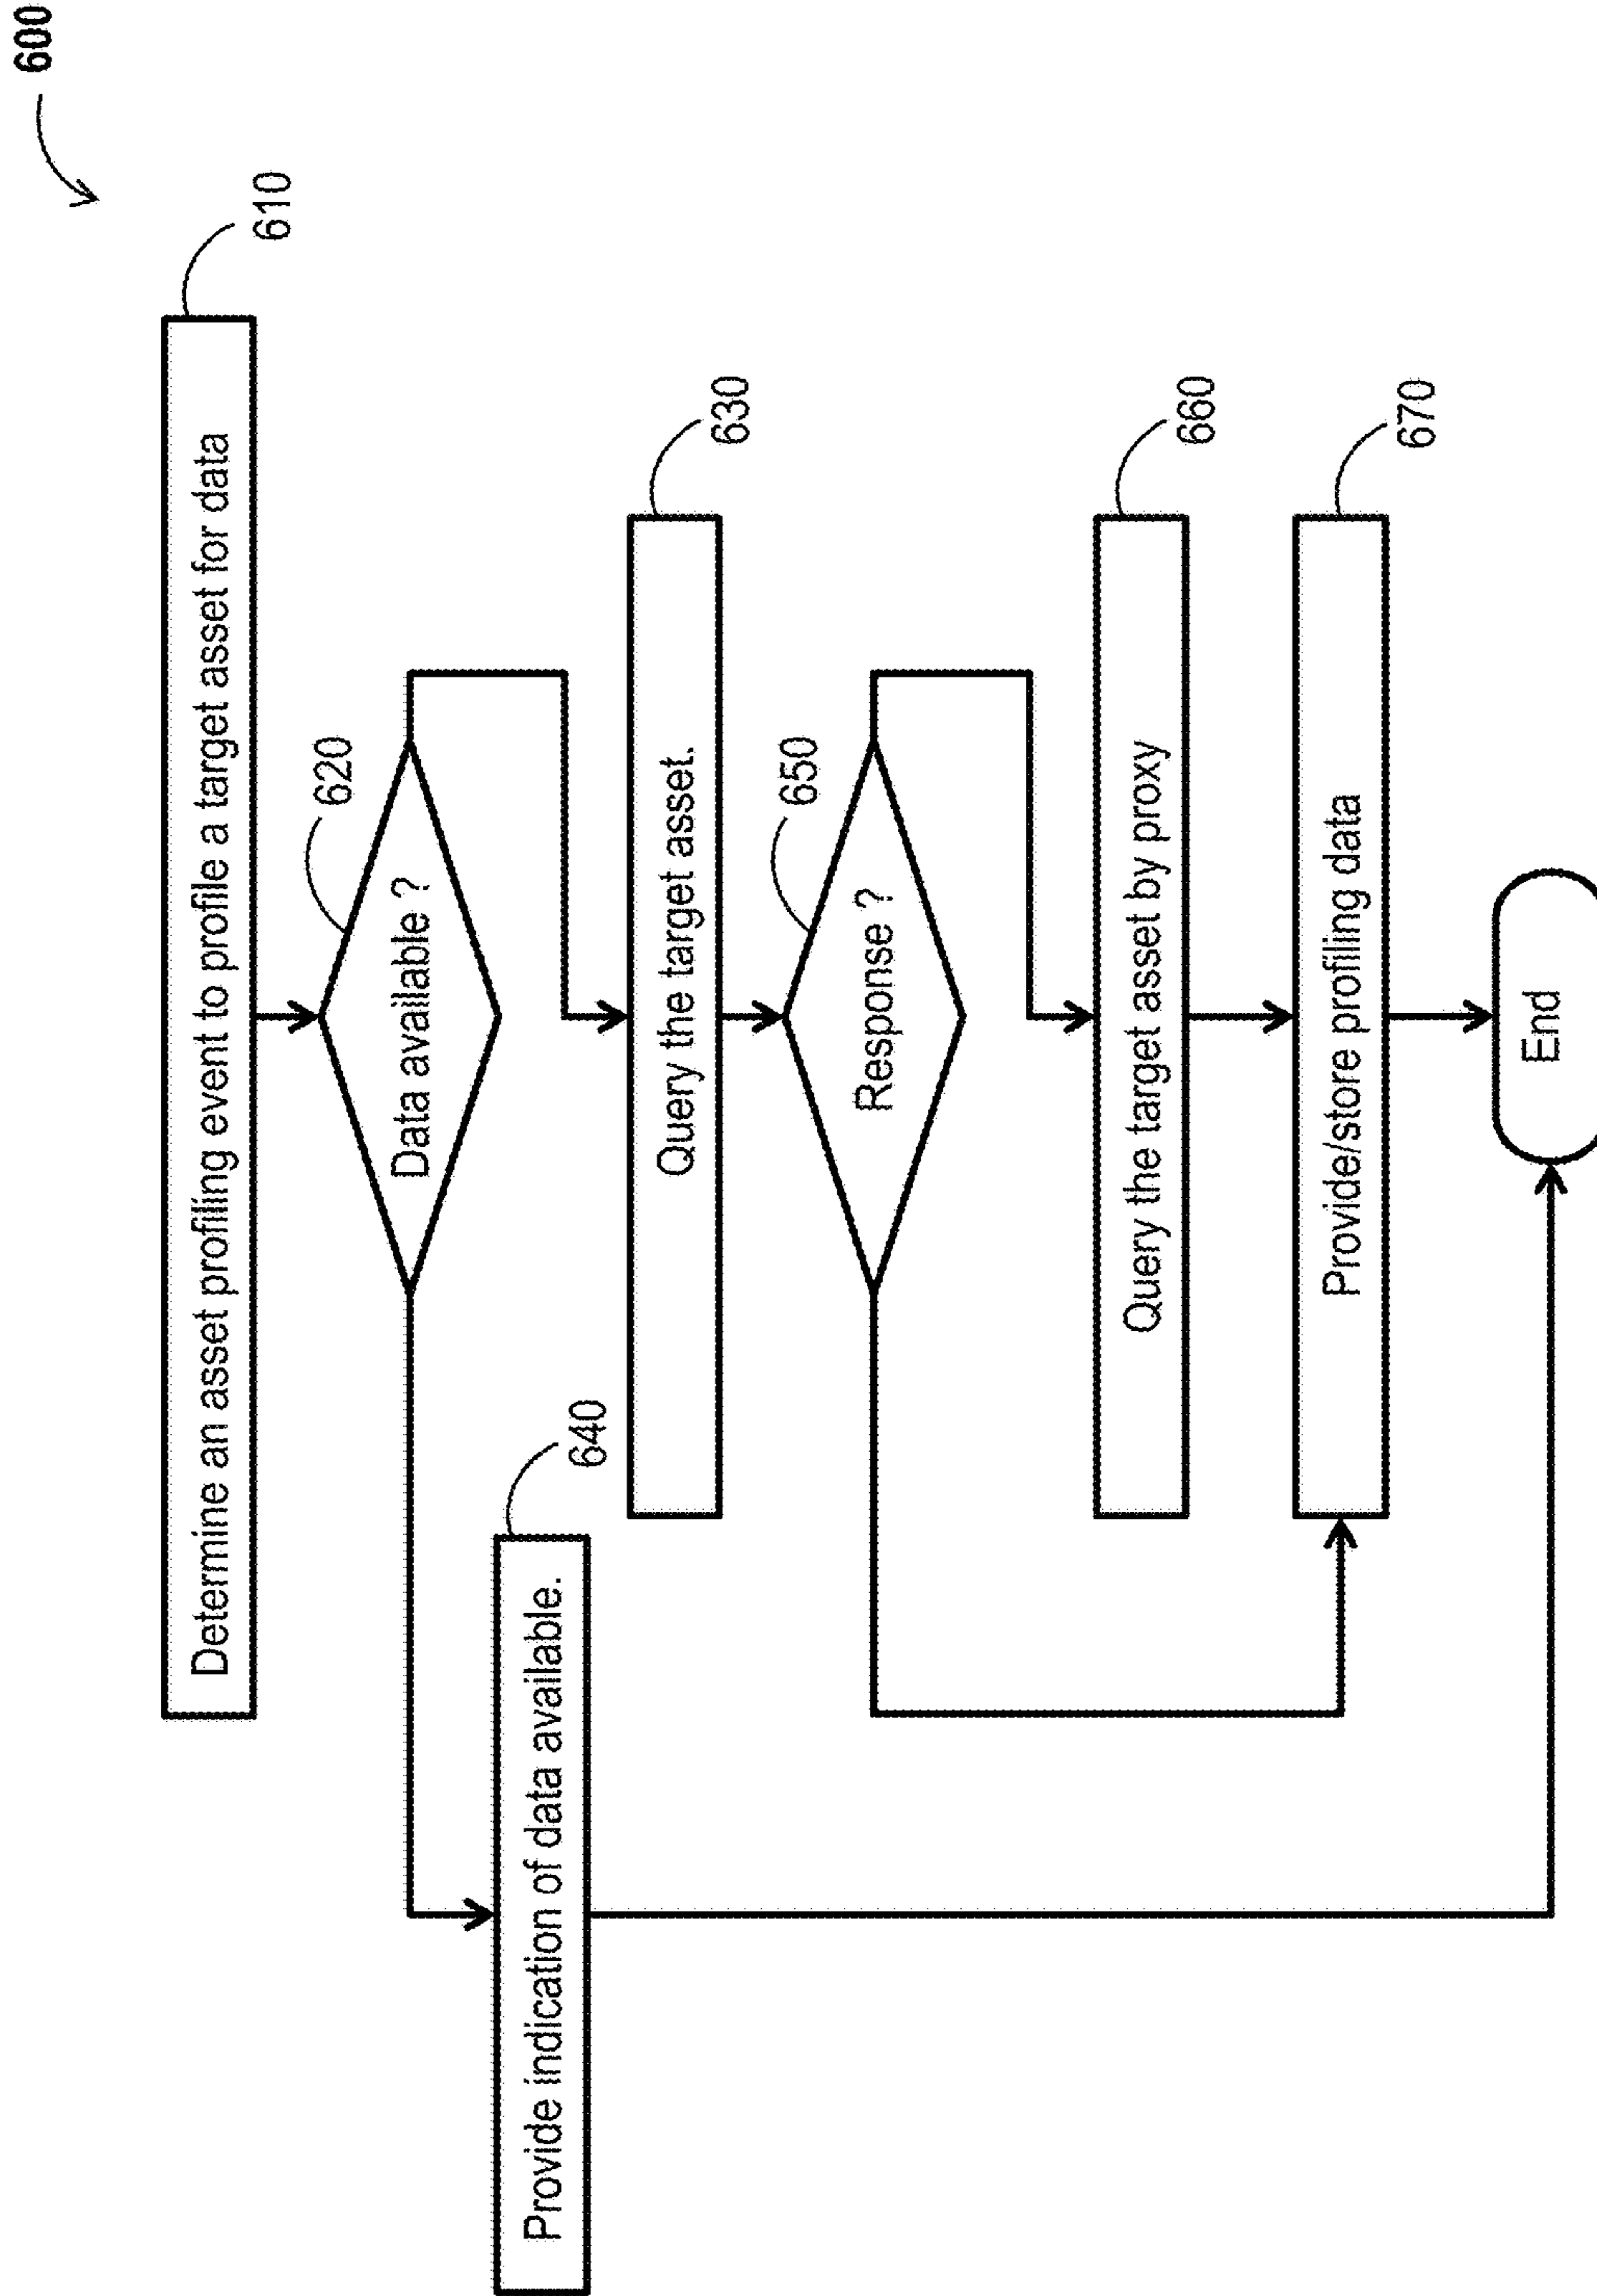 600
610
Determine an asset profiling event to profile a target asset for data
620
Data available ?
640
Provide indication of data available.
630
Query the target asset.
650
Response ?
660
Query the target asset by proxy
670
Provide/store profiling data
End